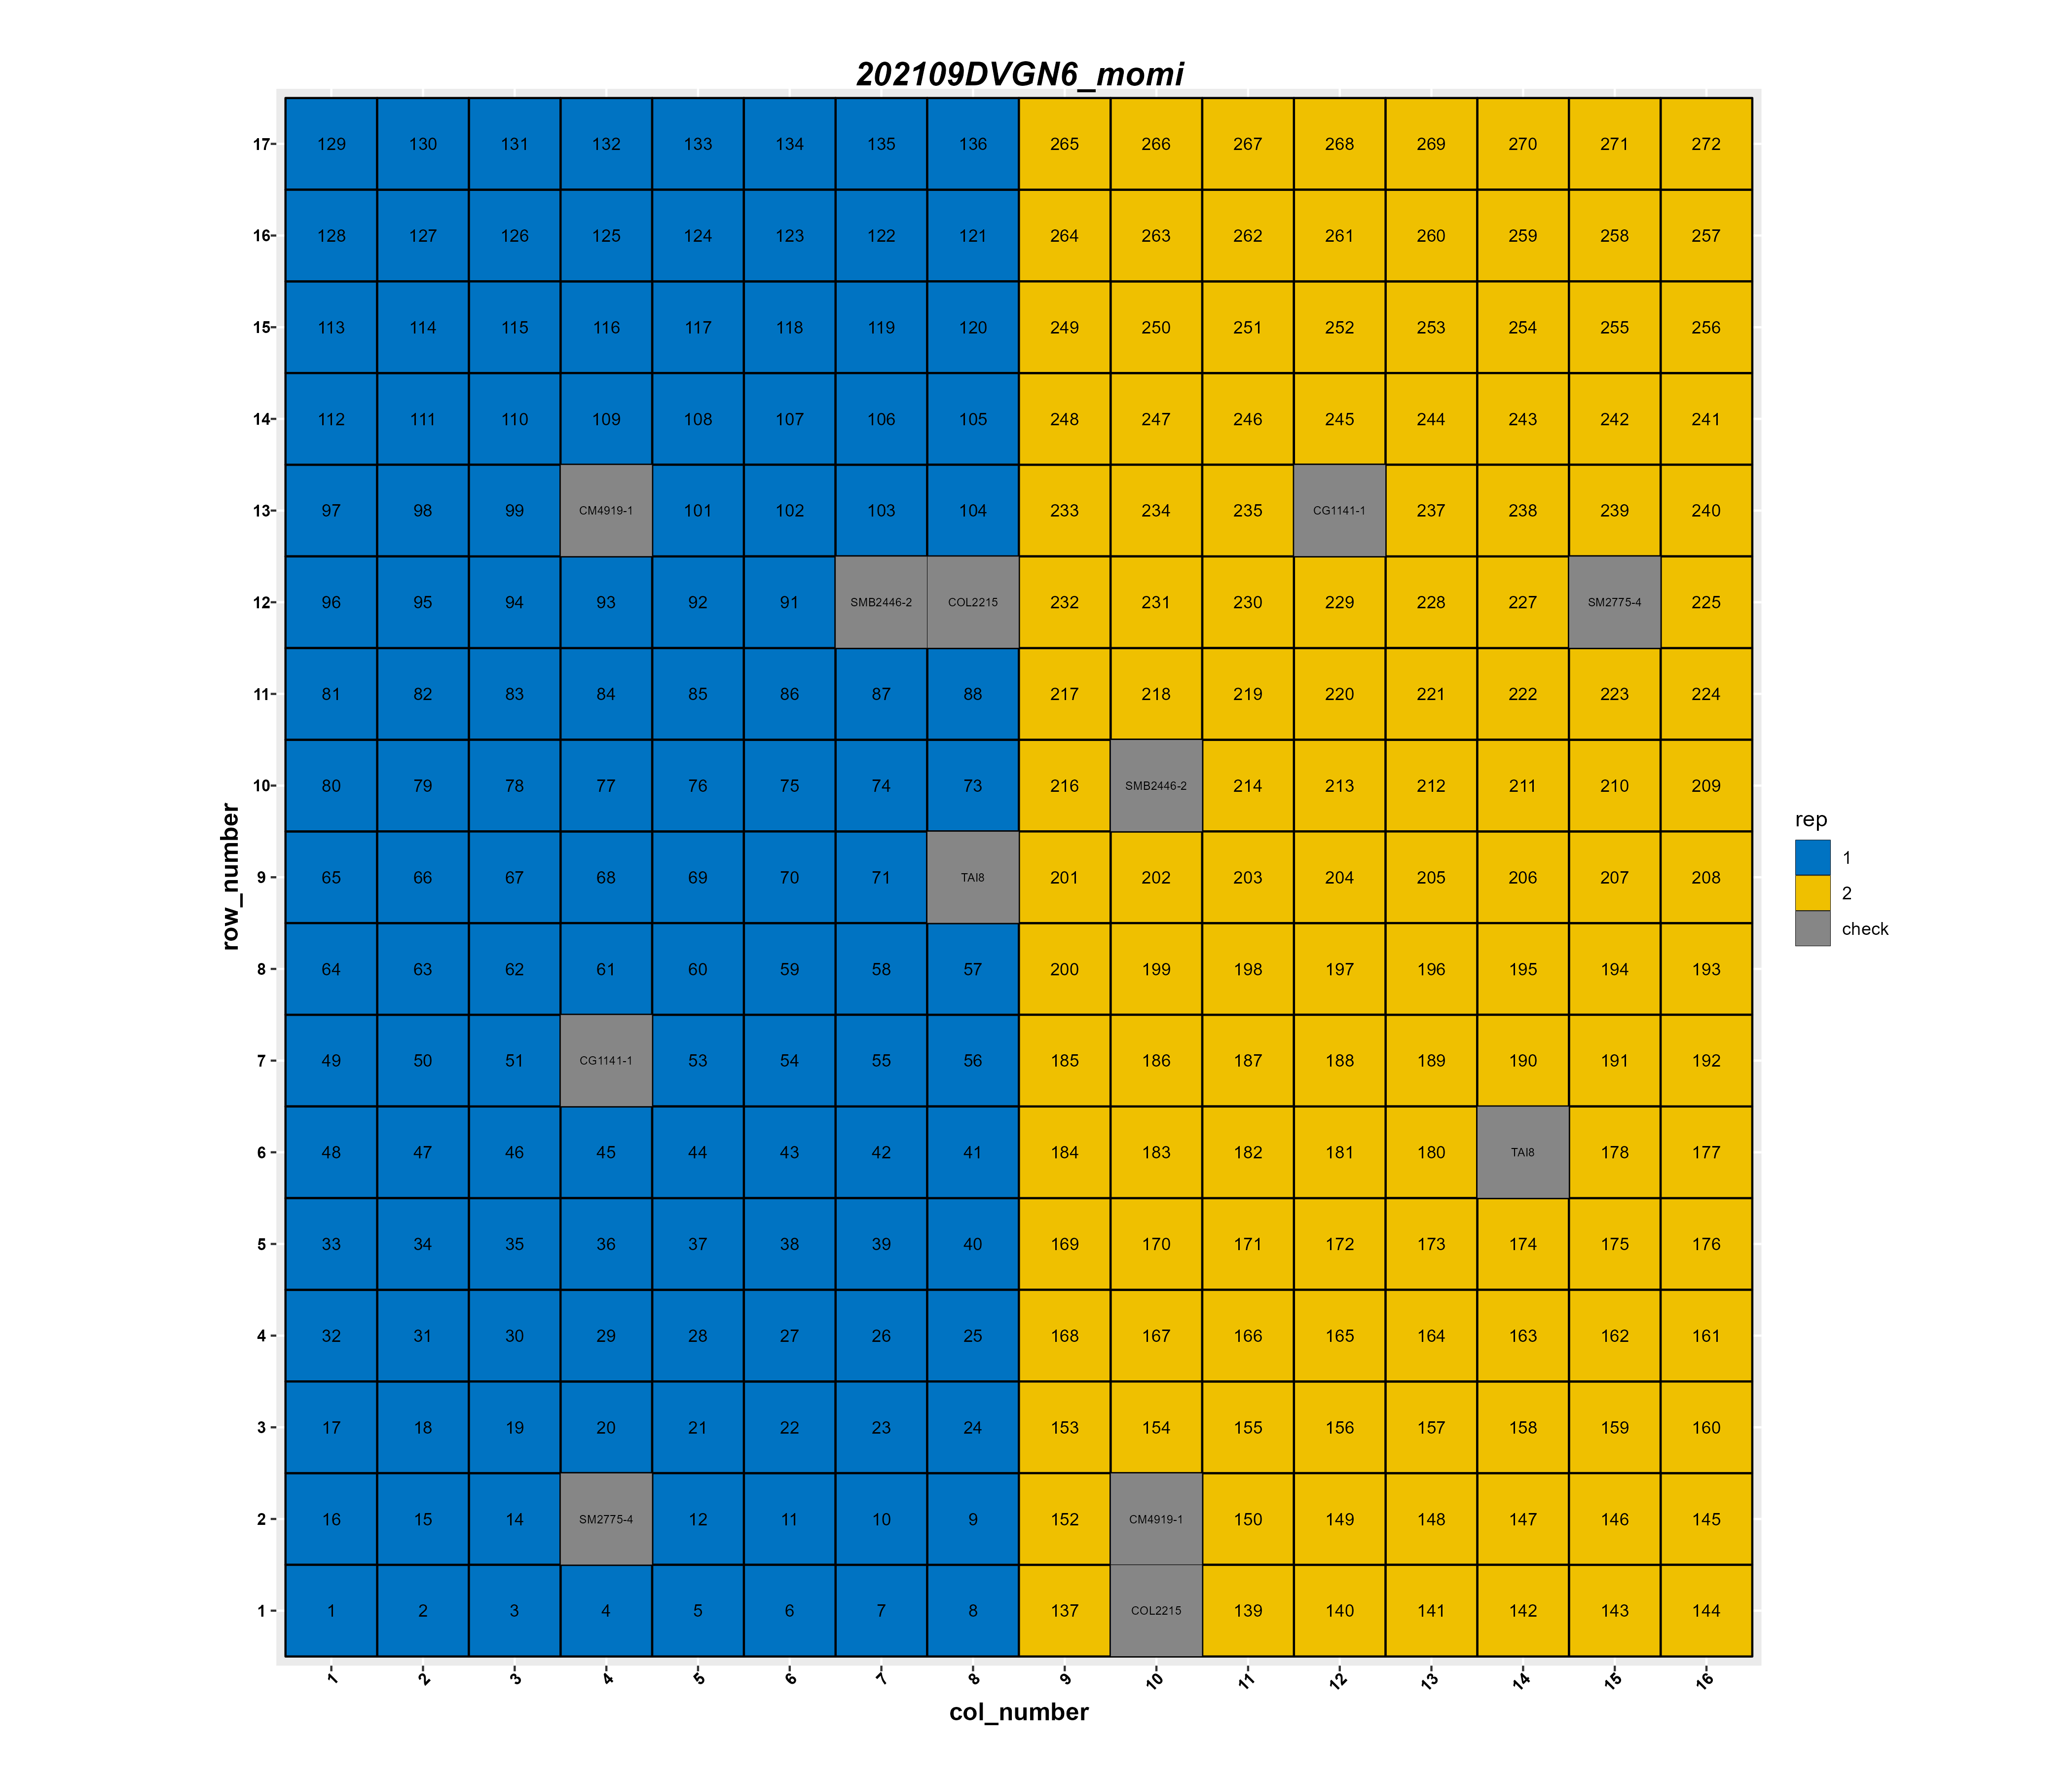 202109DVGN6_momi
17 129 130 131 132 133 134 135 136 265 266 267 268 269 270 271 272
16 128 127 126 125 124 123 122 121 264 263 262 261 260 259 258 257
15 113 114 115 116 117 118 119 120 249 250 251 252 253 254 255 256
14 112 111 110 109 108 107 106 105 248 247 246 245 244 243 242 241
13 97 98 99 CM4919-1 101 102 103 104 233 234 235 CG1141-1 237 238 239 240
12 96 95 94 93 92 91 SMB2446-2 COL2215 232 231 230 229 228 227 SM2775-4 225
11 81 82 83 84 85 86 87 88 217 218 219 220 221 222 223 224
10 80 79 78 77 76 75 74 73 216 SMB2446-2 214 213 212 211 210 209
9 65 66 67 68 69 70 71 TAI8 201 202 203 204 205 206 207 208
8 64 63 62 61 60 59 58 57 200 199 198 197 196 195 194 193
7 49 50 51 CG1141-1 53 54 55 56 185 186 187 188 189 190 191 192
6 48 47 46 45 44 43 42 41 184 183 182 181 180 TAI8 178 177
5 33 34 35 36 37 38 39 40 169 170 171 172 173 174 175 176
4 32 31 30 29 28 27 26 25 168 167 166 165 164 163 162 161
3 17 18 19 20 21 22 23 24 153 154 155 156 157 158 159 160
2 16 15 14 SM2775-4 12 11 10 9 152 CM4919-1 150 149 148 147 146 145
1 1 2 3 4 5 6 7 8 137 COL2215 139 140 141 142 143 144
1 2 3 4 5 6 7 8 9 10 11 12 13 14 15 16
col_number
row_number
rep
1
2
check